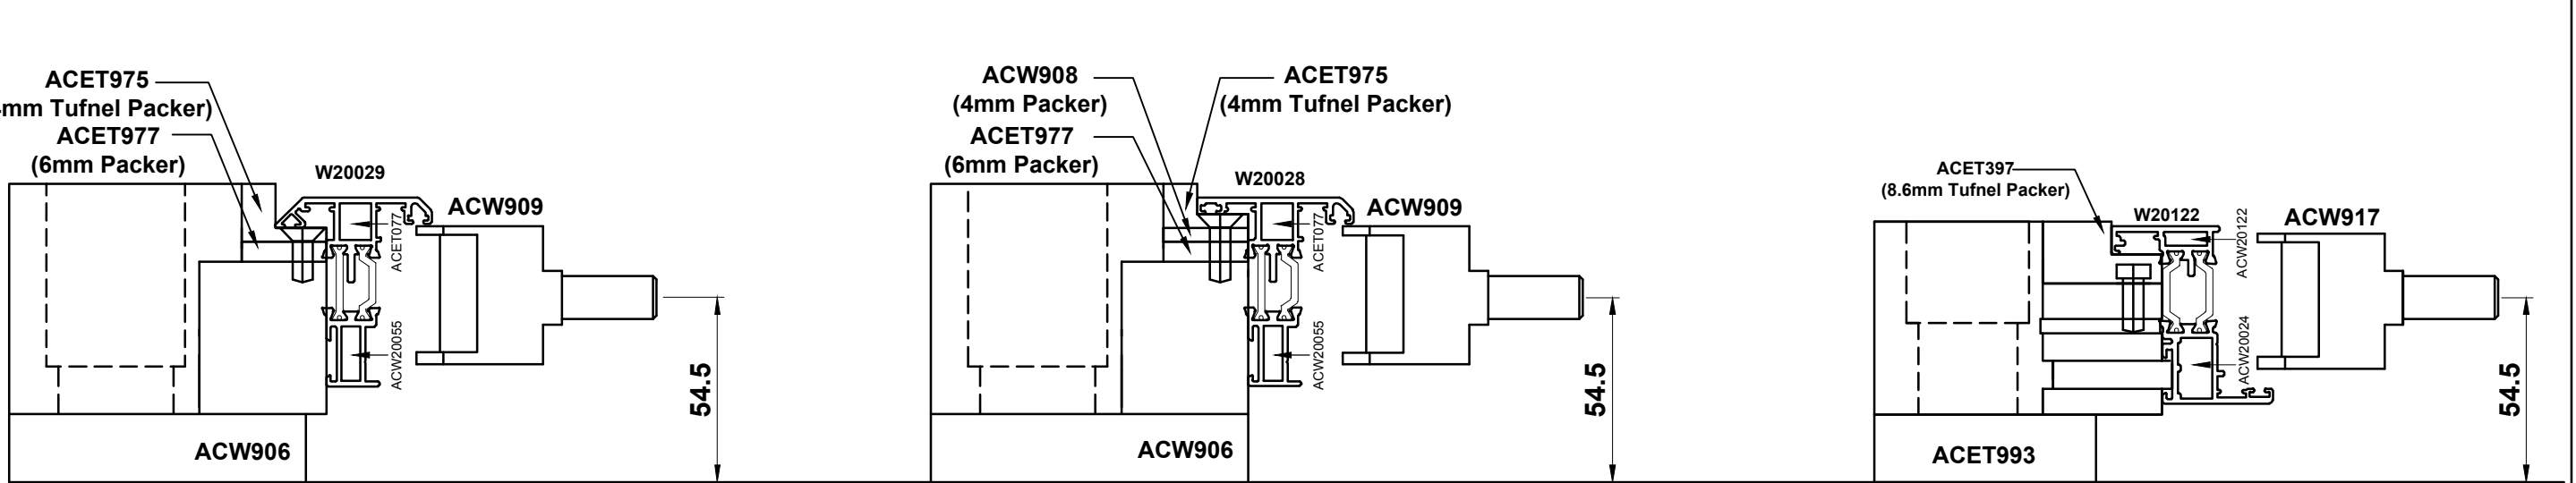 ACET975
mm Tufnel Packer)
ACET977
(6mm Packer)
W20029
ACW909
ACET077
ACW20055
54.5
ACW906
ACW908
(4mm Packer)
ACET977
(6mm Packer)
ACET975
(4mm Tufnel Packer)
W20028
ACW909
ACET077
ACW20055
54.5
ACW906
ACET397
(8.6mm Tufnel Packer)
W20122
ACW917
ACW20122
ACW20024
54.5
ACET993